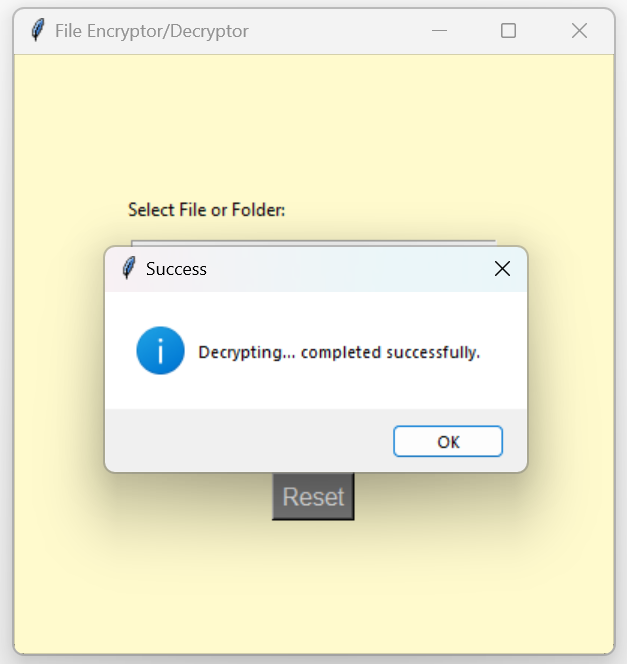 File Encryptor/Decryptor
Select File or Folder:
Success
Decrypting... completed successfully.
OK
Reset